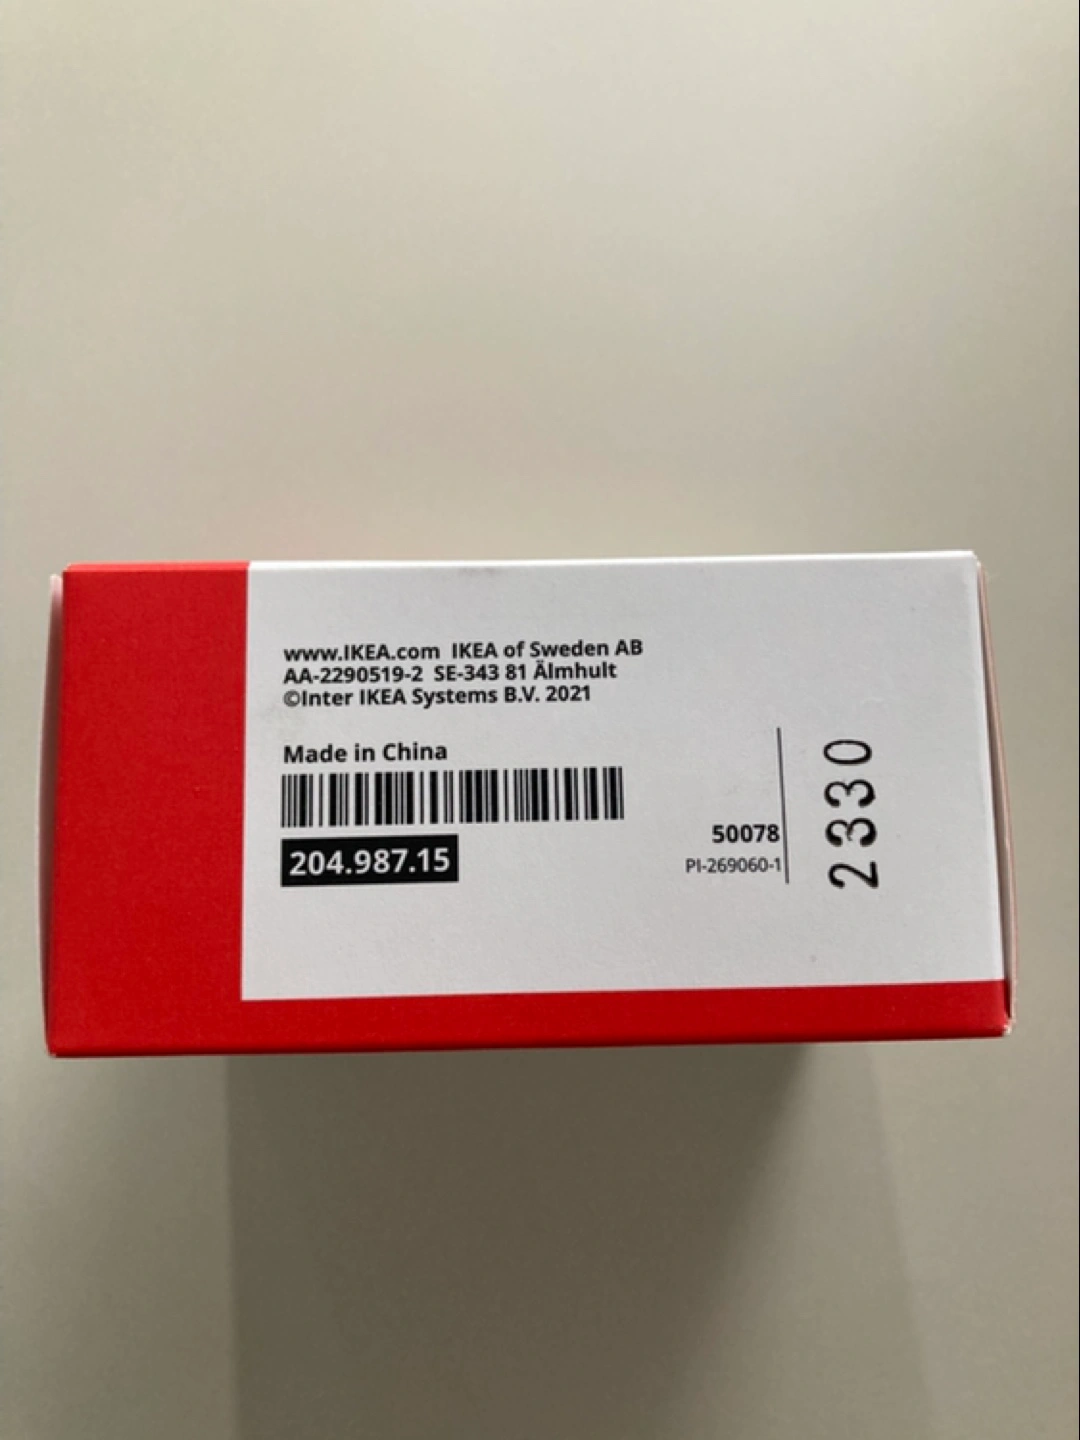 www.IKEA.com IKEA of Sweden AB
AA-2290519-2 SE-343 81 Älmhult
©Inter IKEA Systems B.V. 2021
Made in China
204.987.15
50078
PI-269060-1
2330